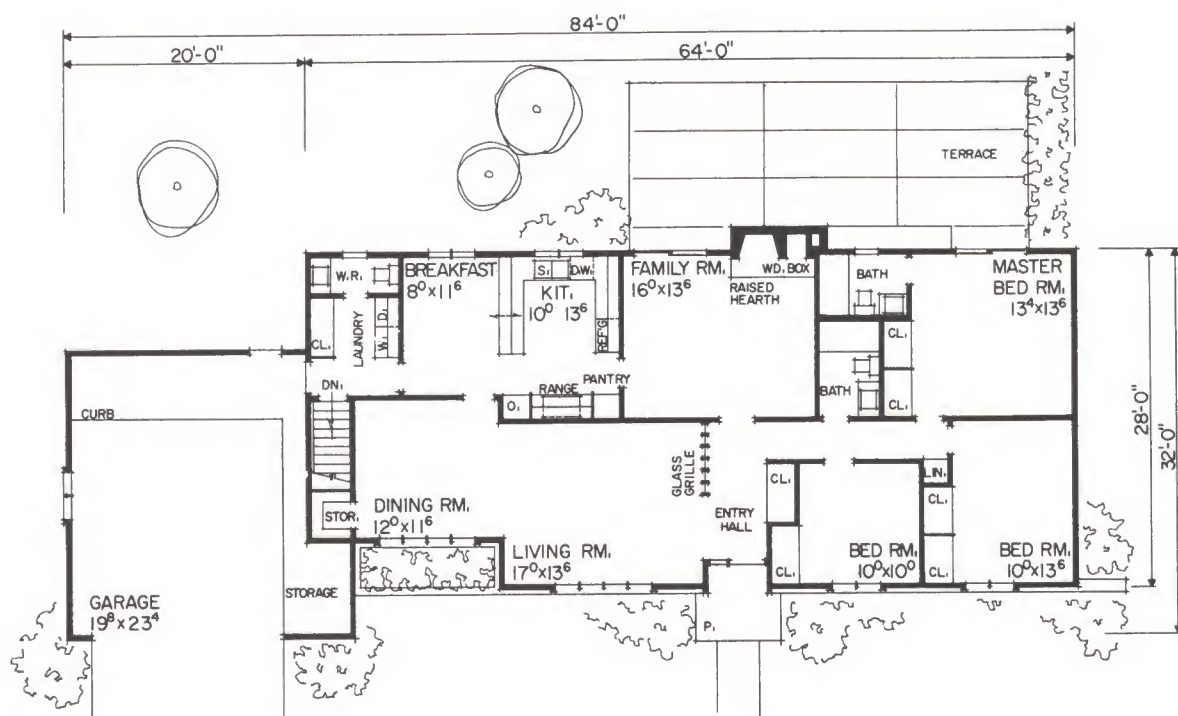 84'-0"
20'-0"
64'-0"
TERRACE
W.R.
BREAKFAST
8⁰x11⁶
S.
D.W.
KIT.
10⁰ 13⁶
REF'G
FAMILY RM.
16⁰x13⁶
WD. BOX
RAISED
HEARTH
BATH
MASTER
BED RM.
13⁴x13⁶
CL.
LAUNDRY
D.
W.
PANTRY
RANGE
O.
BATH
CL.
CL.
DN.
CURB
28'-0"
32'-0"
GLASS
GRILLE
ENTRY
HALL
CL.
LIN.
CL.
STOR.
DINING RM.
12⁰x11⁶
LIVING RM.
17⁰x13⁶
CL.
BED RM.
10⁰x10⁰
CL.
BED RM.
10⁰x13⁶
GARAGE
19⁸x23⁴
STORAGE
P.